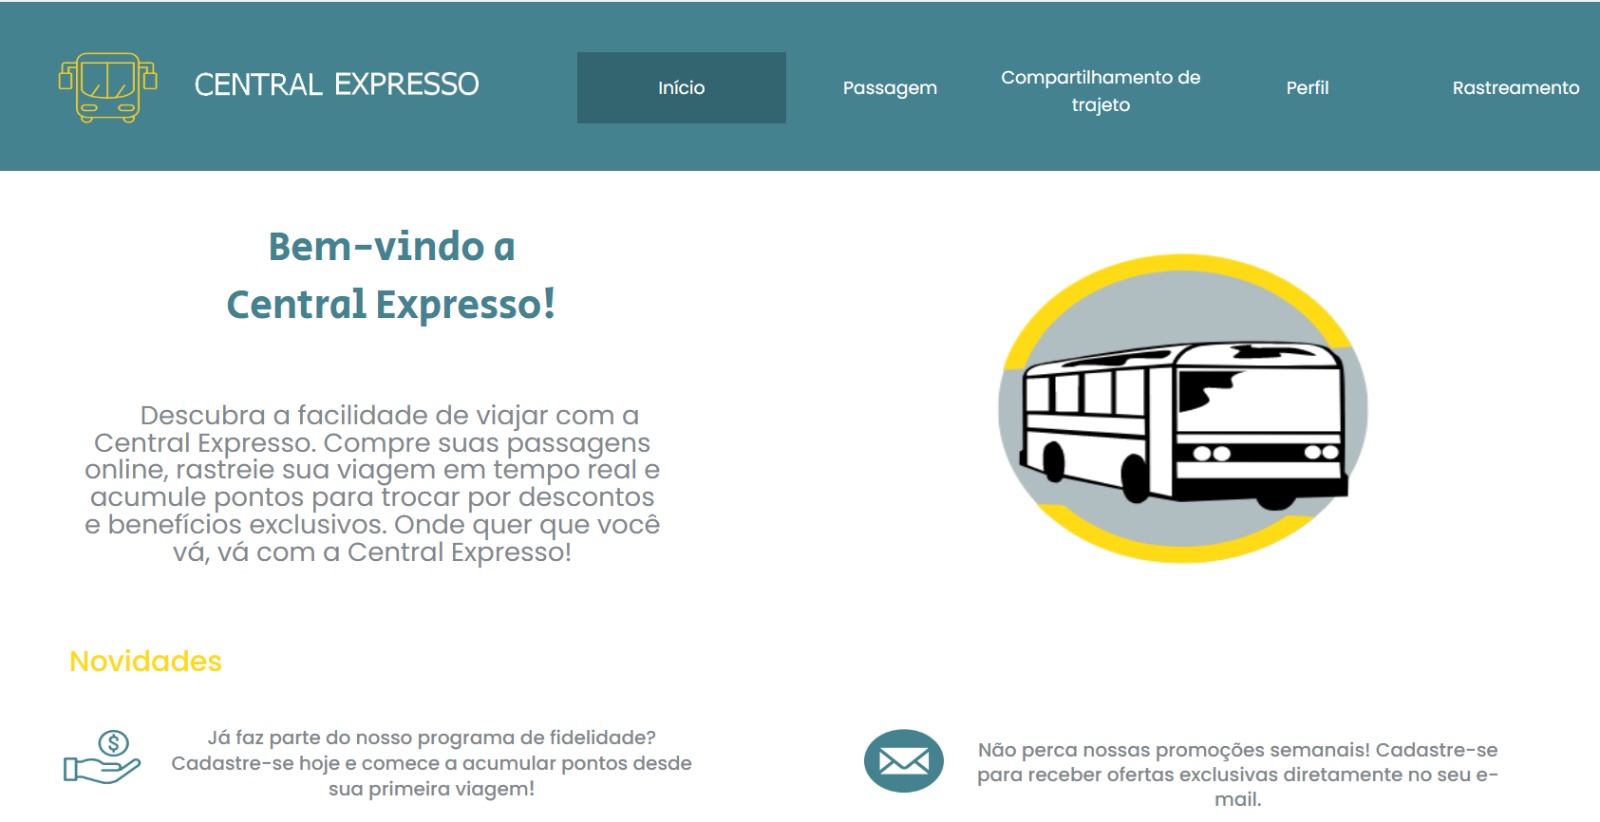 CENTRAL EXPRESSO
Início
Passagem
Compartilhamento de
trajeto
Perfil
Rastreamento
Bem-vindo a
Central Expresso!
Descubra a facilidade de viajar com a
Central Expresso. Compre suas passagens
online, rastreie sua viagem em tempo real e
acumule pontos para trocar por descontos
e benefícios exclusivos. Onde quer que você
vá, vá com a Central Expresso!
Novidades
$
Já faz parte do nosso programa de fidelidade?
Cadastre-se hoje e comece a acumular pontos desde
sua primeira viagem!
Não perca nossas promoções semanais! Cadastre-se
para receber ofertas exclusivas diretamente no seu e-
mail.